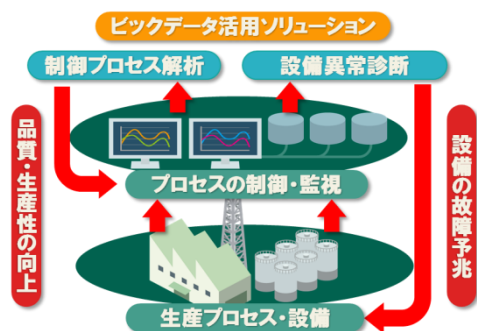 ビックデータ活用ソリューション
制御プロセス解析
設備異常診断
品質・生産性の向上
設備の故障予兆
プロセスの制御・監視
生産プロセス・設備